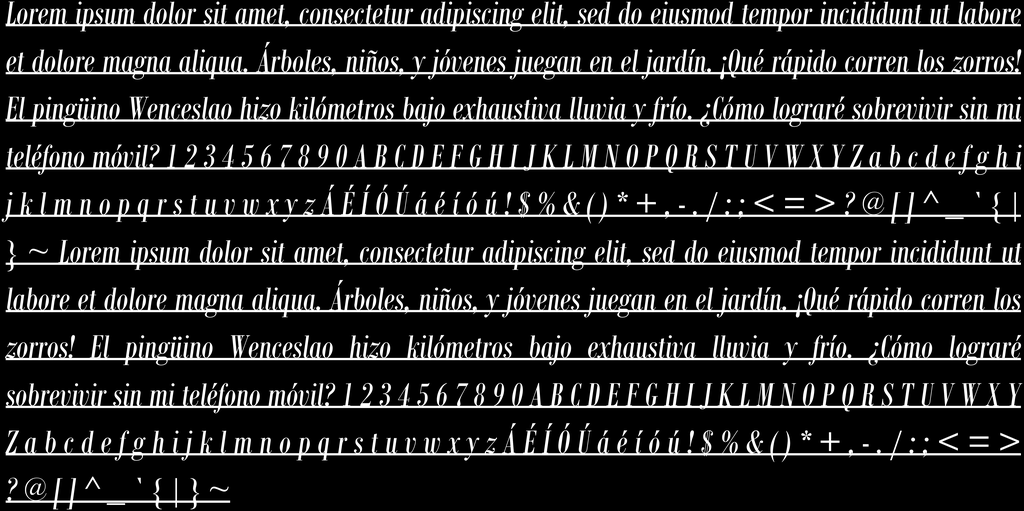 Lorem ipsum dolor sit amet, consectetur adipiscing elit, sed do eiusmod tempor incididunt ut labore
et dolore magna aliqua. Árboles, niños, y jóvenes juegan en el jardín. ¡Qué rápido corren los zorros!
El pingüino Wenceslao hizo kilómetros bajo exhaustiva lluvia y frío. ¿Cómo lograré sobrevivir sin mi
teléfono móvil? 1 2 3 4 5 6 7 8 9 0 A B C D E F G H I J K L M N O P Q R S T U V W X Y Z a b c d e f g h i
j k l m n o p q r s t u v w x y z Á É Í Ó Ú á é í ó ú ! $ % & ( ) * + , - . / : ; < = > ? @ [ ] ^ _ ` { |
} ~ Lorem ipsum dolor sit amet, consectetur adipiscing elit, sed do eiusmod tempor incididunt ut
labore et dolore magna aliqua. Árboles, niños, y jóvenes juegan en el jardín. ¡Qué rápido corren los
zorros! El pingüino Wenceslao hizo kilómetros bajo exhaustiva lluvia y frío. ¿Cómo lograré
sobrevivir sin mi teléfono móvil? 1 2 3 4 5 6 7 8 9 0 A B C D E F G H I J K L M N O P Q R S T U V W X Y
Z a b c d e f g h i j k l m n o p q r s t u v w x y z Á É Í Ó Ú á é í ó ú ! $ % & ( ) * + , - . / : ; < = >
? @ [ ] ^ _ ` { | } ~